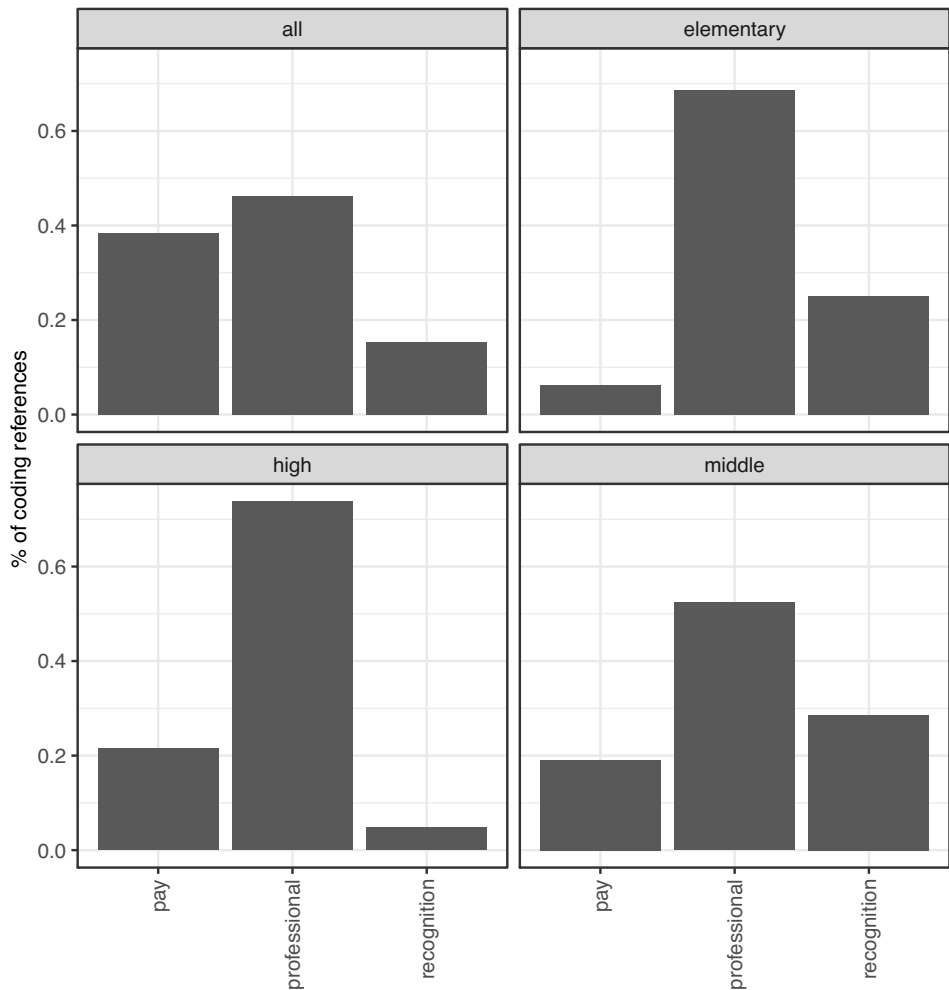 all
elementary
0.6
0.4
0.2
0.0
% of coding references
high
middle
0.6
0.4
0.2
0.0
pay
professional
recognition
pay
professional
recognition